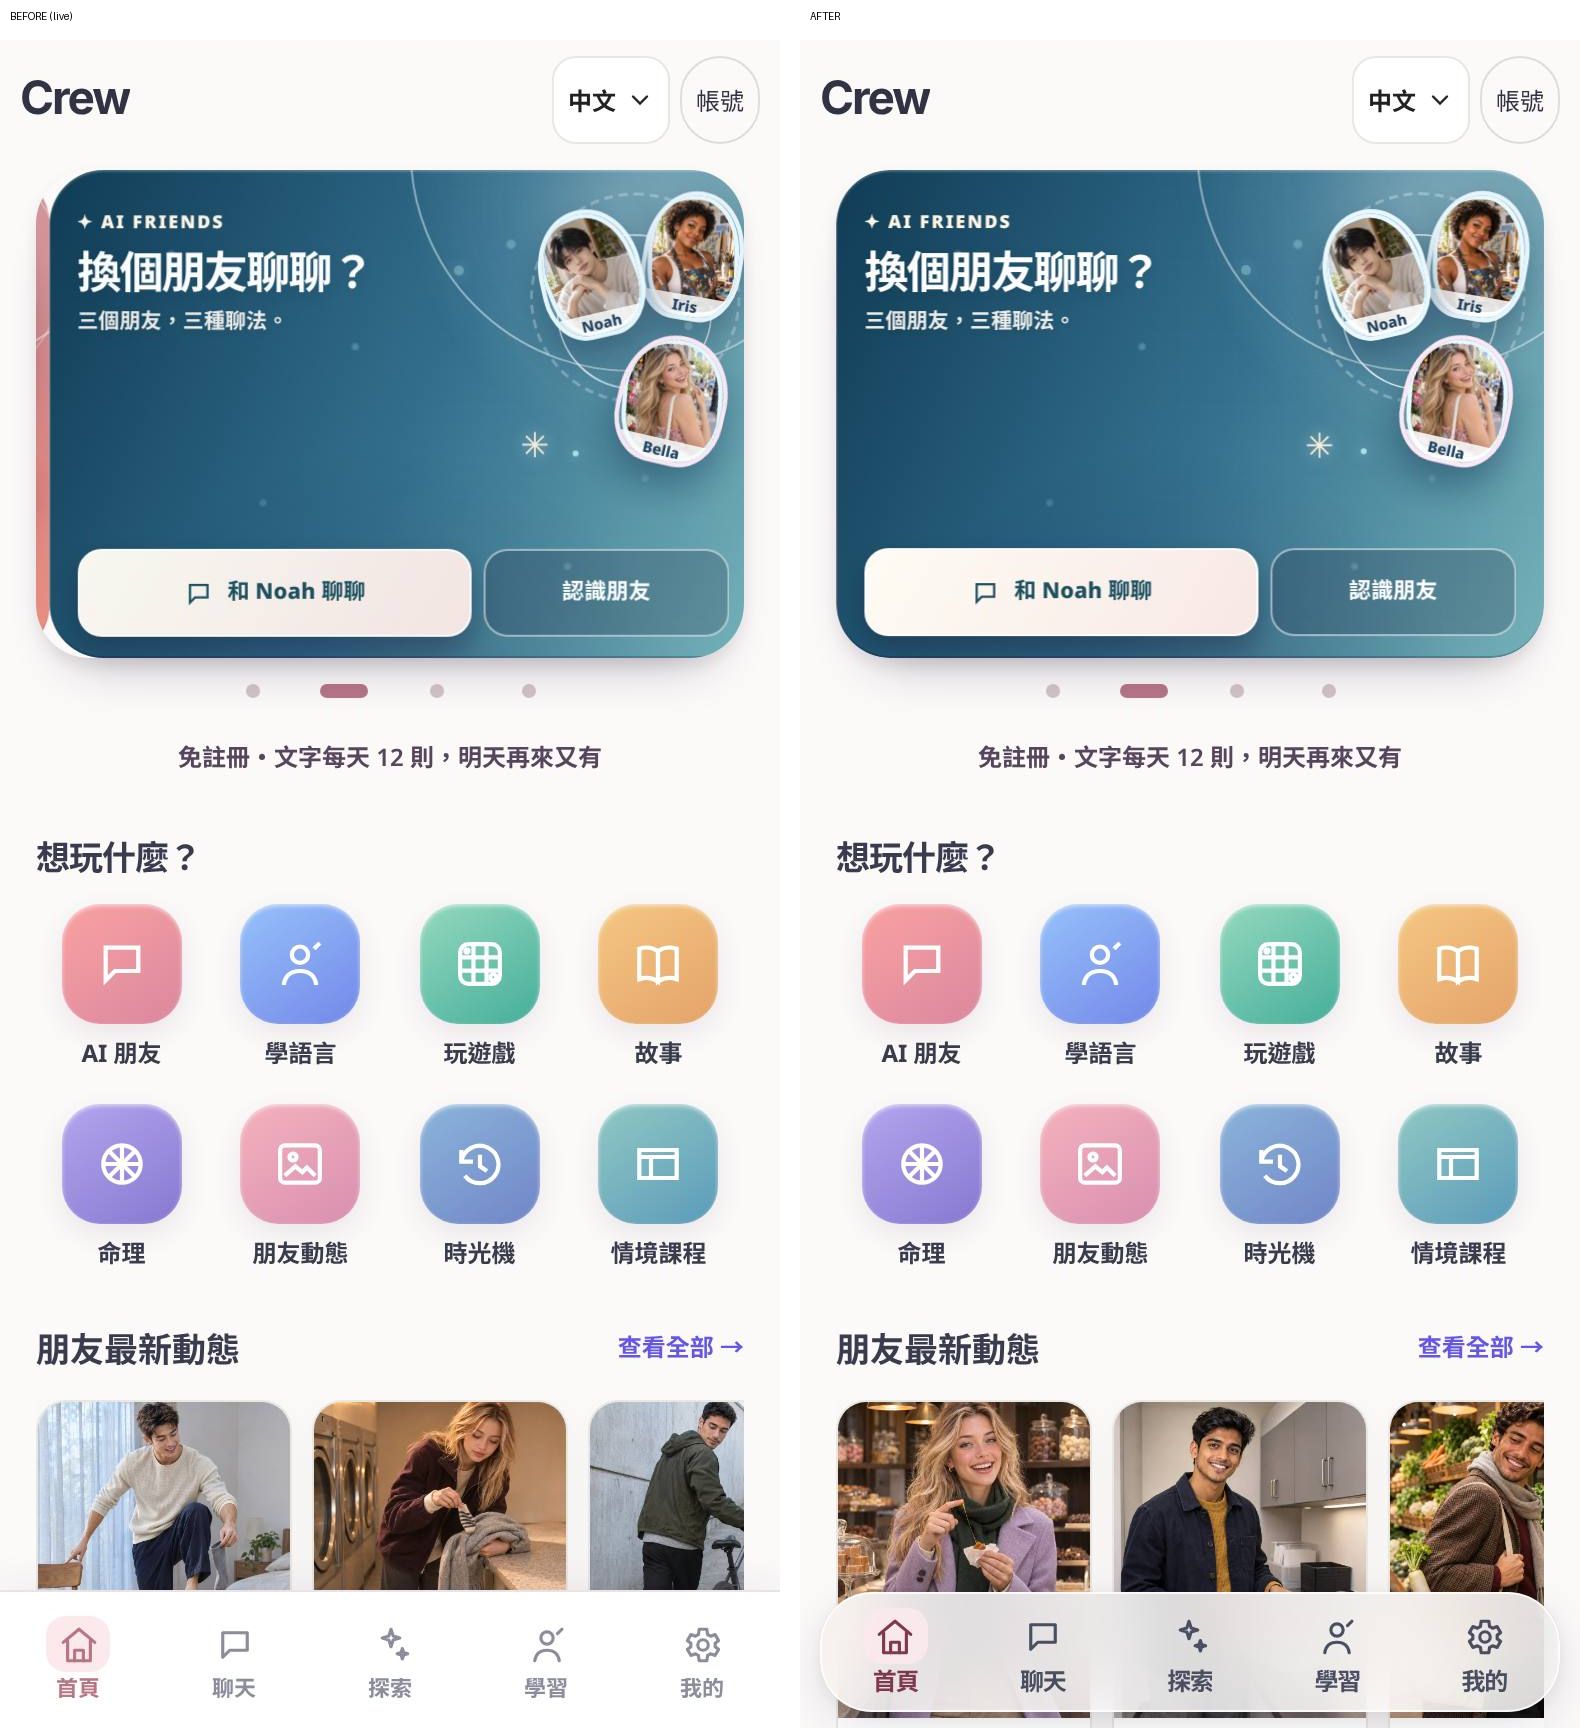 BEFORE (live)
Crew
中文
帳號
✦ AI FRIENDS
換個朋友聊聊？
三個朋友，三種聊法。
Noah
Iris
Bella
和 Noah 聊聊
認識朋友
免註冊・文字每天 12 則，明天再來又有
想玩什麼？
AI 朋友
學語言
玩遊戲
故事
命理
朋友動態
時光機
情境課程
朋友最新動態
查看全部 →
首頁
聊天
探索
學習
我的
AFTER
Crew
中文
帳號
✦ AI FRIENDS
換個朋友聊聊？
三個朋友，三種聊法。
Noah
Iris
Bella
和 Noah 聊聊
認識朋友
免註冊・文字每天 12 則，明天再來又有
想玩什麼？
AI 朋友
學語言
玩遊戲
故事
命理
朋友動態
時光機
情境課程
朋友最新動態
查看全部 →
首頁
聊天
探索
學習
我的